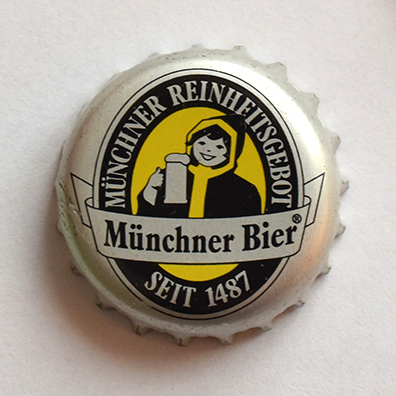 MÜNCHNER REINHEITSGEBOT
Münchner Bier®
SEIT 1487